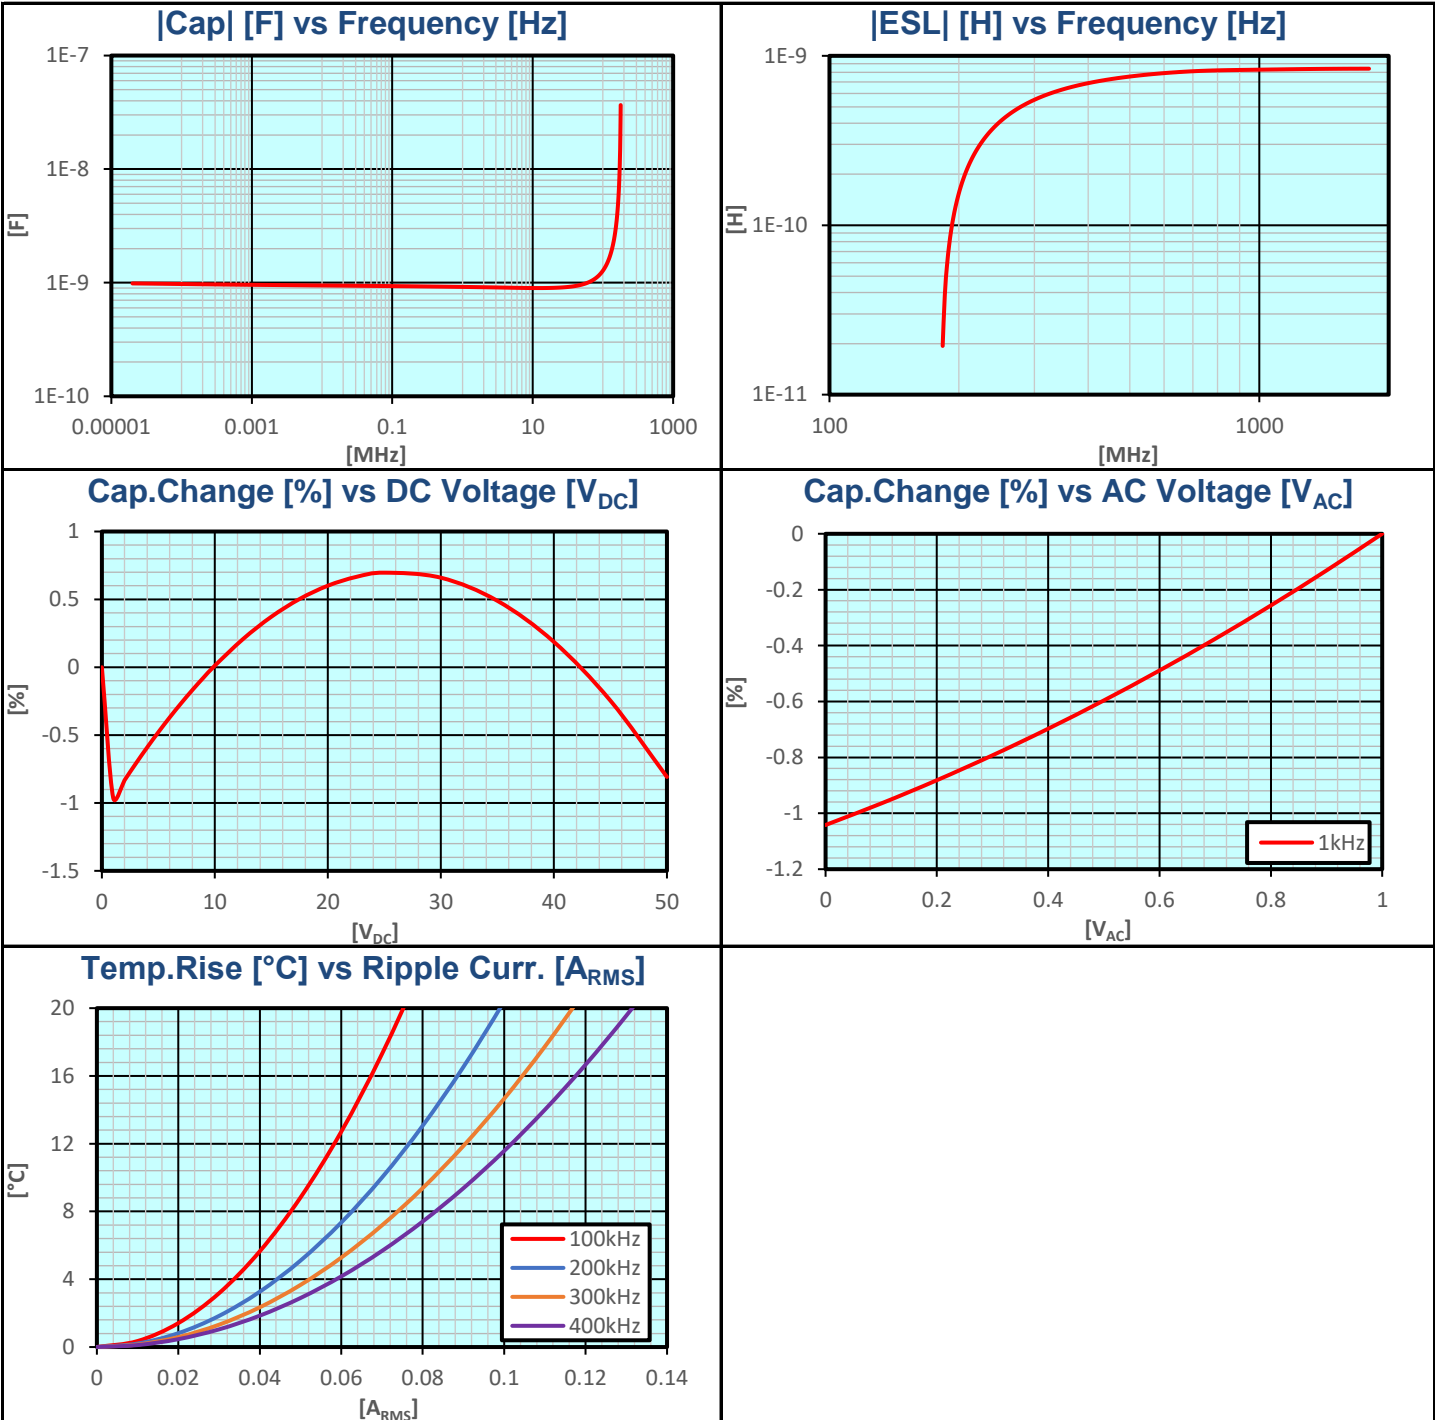 |Cap| [F] vs Frequency [Hz]
1E-7
1E-8
1E-9
1E-10
[F]
0.00001 0.001 0.1 10 1000
[MHz]
|ESL| [H] vs Frequency [Hz]
1E-9
1E-10
1E-11
[H]
100 1000
[MHz]
Cap.Change [%] vs DC Voltage [VDC]
1
0.5
0
-0.5
-1
-1.5
[%]
0 10 20 30 40 50
[VDC]
Cap.Change [%] vs AC Voltage [VAC]
0
-0.2
-0.4
-0.6
-0.8
-1
-1.2
[%]
1kHz
0 0.2 0.4 0.6 0.8 1
[VAC]
Temp.Rise [°C] vs Ripple Curr. [ARMS]
20
16
12
8
4
0
[°C]
100kHz
200kHz
300kHz
400kHz
0 0.02 0.04 0.06 0.08 0.1 0.12 0.14
[ARMS]